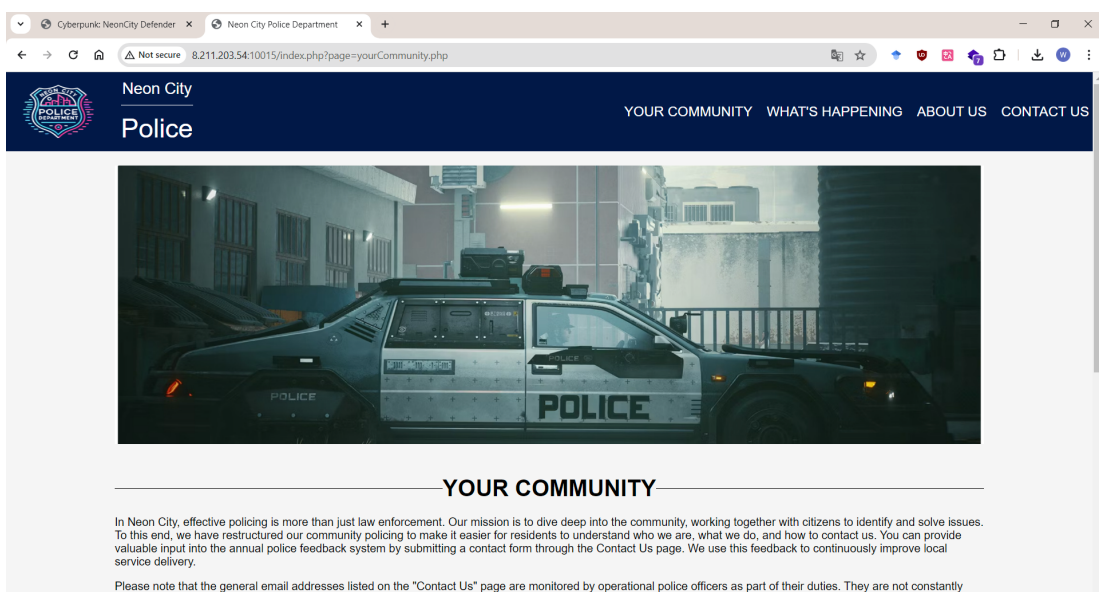 Cyberpunk: NeonCity Defender
Neon City Police Department
Not secure
8.211.203.54:10015/index.php?page=yourCommunity.php
7
W
NEON CITY
POLICE
DEPARTMENT
Neon City
Police
YOUR COMMUNITY
WHAT'S HAPPENING
ABOUT US
CONTACT US
POLICE
POLICE
POLICE
YOUR COMMUNITY
In Neon City, effective policing is more than just law enforcement. Our mission is to dive deep into the community, working together with citizens to identify and solve issues.
To this end, we have restructured our community policing to make it easier for residents to understand who we are, what we do, and how to contact us. You can provide
valuable input into the annual police feedback system by submitting a contact form through the Contact Us page. We use this feedback to continuously improve local
service delivery.
Please note that the general email addresses listed on the "Contact Us" page are monitored by operational police officers as part of their duties. They are not constantly